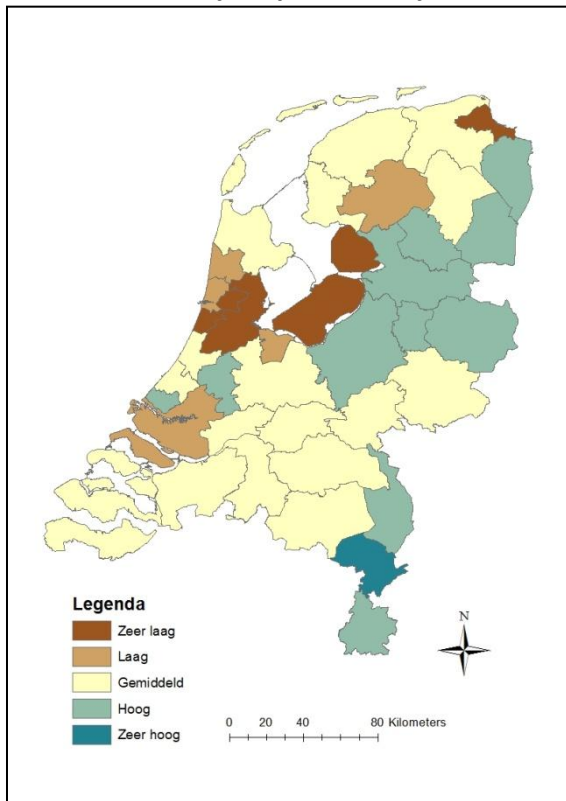 Legenda
Zeer laag
Laag
Gemiddeld
Hoog
Zeer hoog
N
0 20 40 80 Kilometers